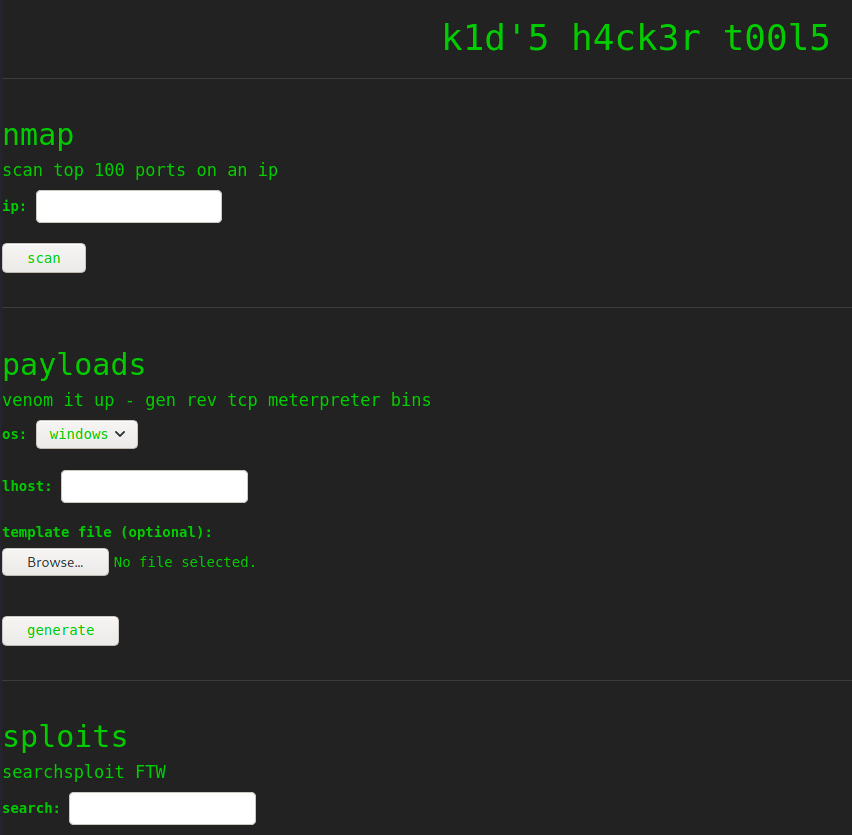 k1d'5 h4ck3r t00l5
nmap
scan top 100 ports on an ip
ip:
scan
payloads
venom it up - gen rev tcp meterpreter bins
os: windows
lhost:
template file (optional):
Browse... No file selected.
generate
sploits
searchsploit FTW
search: